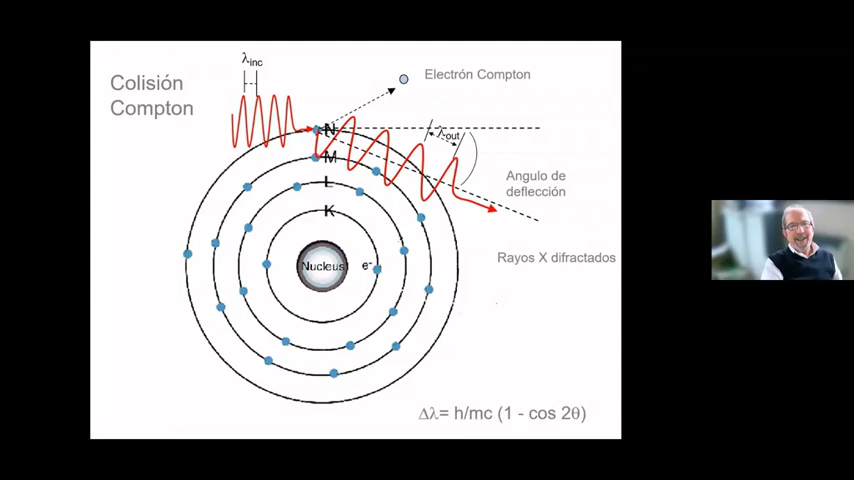 λinc
Colisión
Compton
Electrón Compton
N
λout
M
L
K
Angulo de
deflección
Nucleus
e-
Rayos X difractados
Δλ= h/mc (1 - cos 2θ)